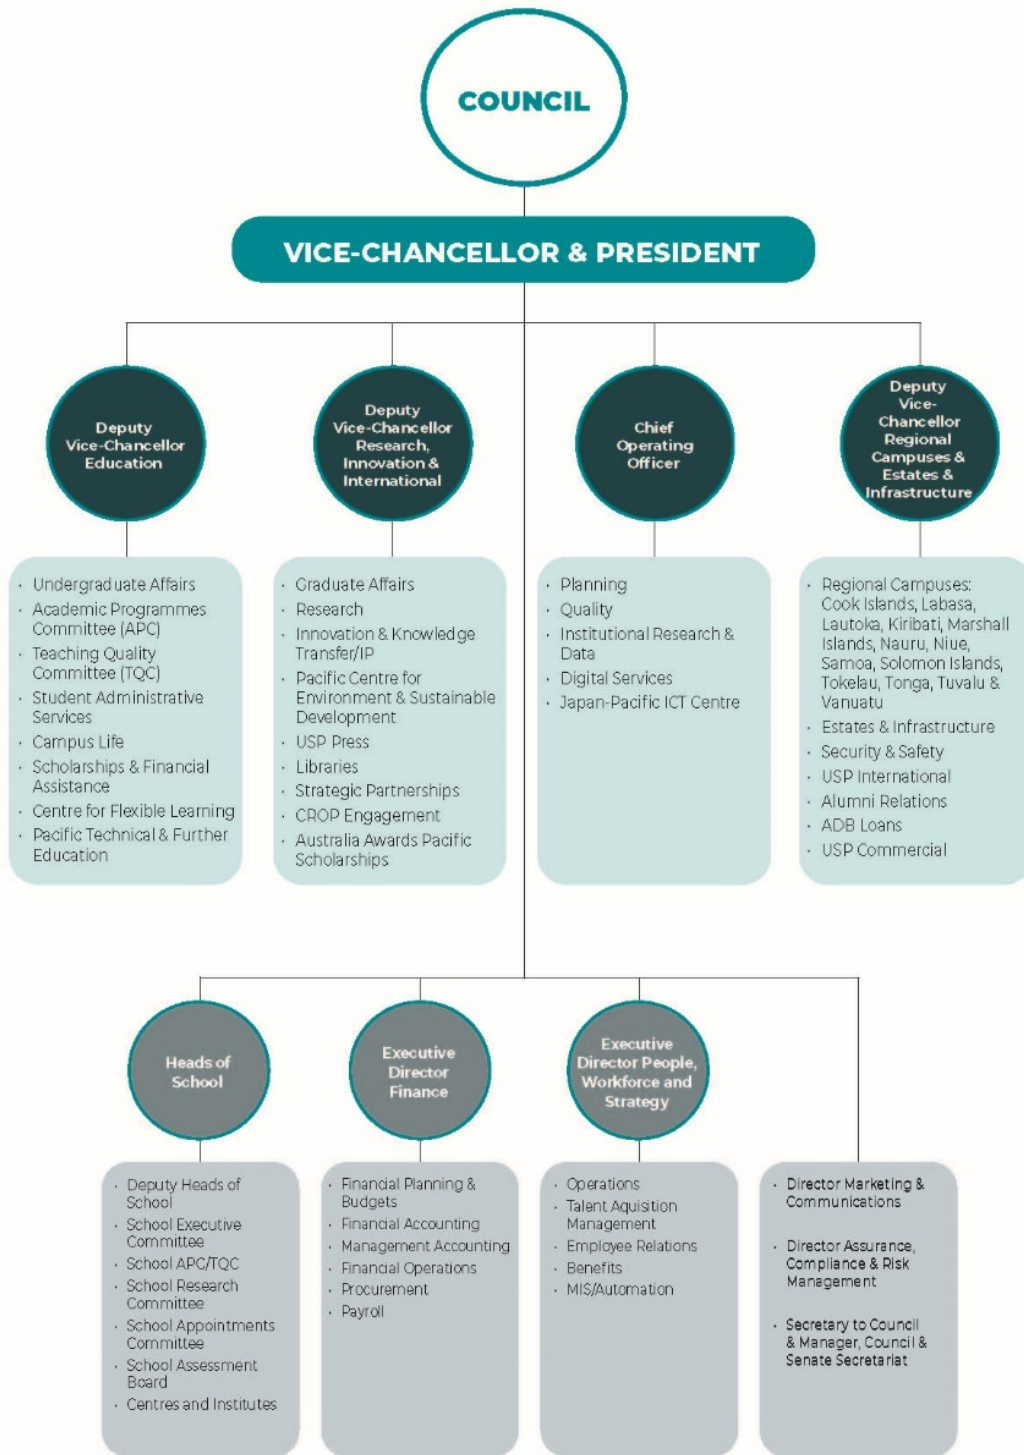 COUNCIL
VICE-CHANCELLOR & PRESIDENT
Deputy
Vice-Chancellor
Education
· Undergraduate Affairs
· Academic Programmes
Committee (APC)
· Teaching Quality
Committee (TQC)
· Student Administrative
Services
· Campus Life
· Scholarships & Financial
Assistance
· Centre for Flexible Learning
· Pacific Technical & Further
Education
Deputy
Vice-Chancellor
Research,
Innovation &
International
· Graduate Affairs
· Research
· Innovation & Knowledge
Transfer/IP
· Pacific Centre for
Environment & Sustainable
Development
· USP Press
· Libraries
· Strategic Partnerships
· CROP Engagement
· Australia Awards Pacific
Scholarships
Chief
Operating
Officer
· Planning
· Quality
· Institutional Research &
Data
· Digital Services
· Japan-Pacific ICT Centre
Deputy
Vice-
Chancellor
Regional
Campuses &
Estates &
Infrastructure
· Regional Campuses:
Cook Islands, Labasa,
Lautoka, Kiribati, Marshall
Islands, Nauru, Niue,
Samoa, Solomon Islands,
Tokelau, Tonga, Tuvalu &
Vanuatu
· Estates & Infrastructure
· Security & Safety
· USP International
· Alumni Relations
· ADB Loans
· USP Commercial
Heads of
School
· Deputy Heads of
School
· School Executive
Committee
· School APC/TQC
· School Research
Committee
· School Appointments
Committee
· School Assessment
Board
· Centres and Institutes
Executive
Director
Finance
· Financial Planning &
Budgets
· Financial Accounting
· Management Accounting
· Financial Operations
· Procurement
· Payroll
Executive
Director People,
Workforce and
Strategy
· Operations
· Talent Aquisition
Management
· Employee Relations
· Benefits
· MIS/Automation
· Director Marketing &
Communications
· Director Assurance,
Compliance & Risk
Management
· Secretary to Council
& Manager, Council &
Senate Secretariat